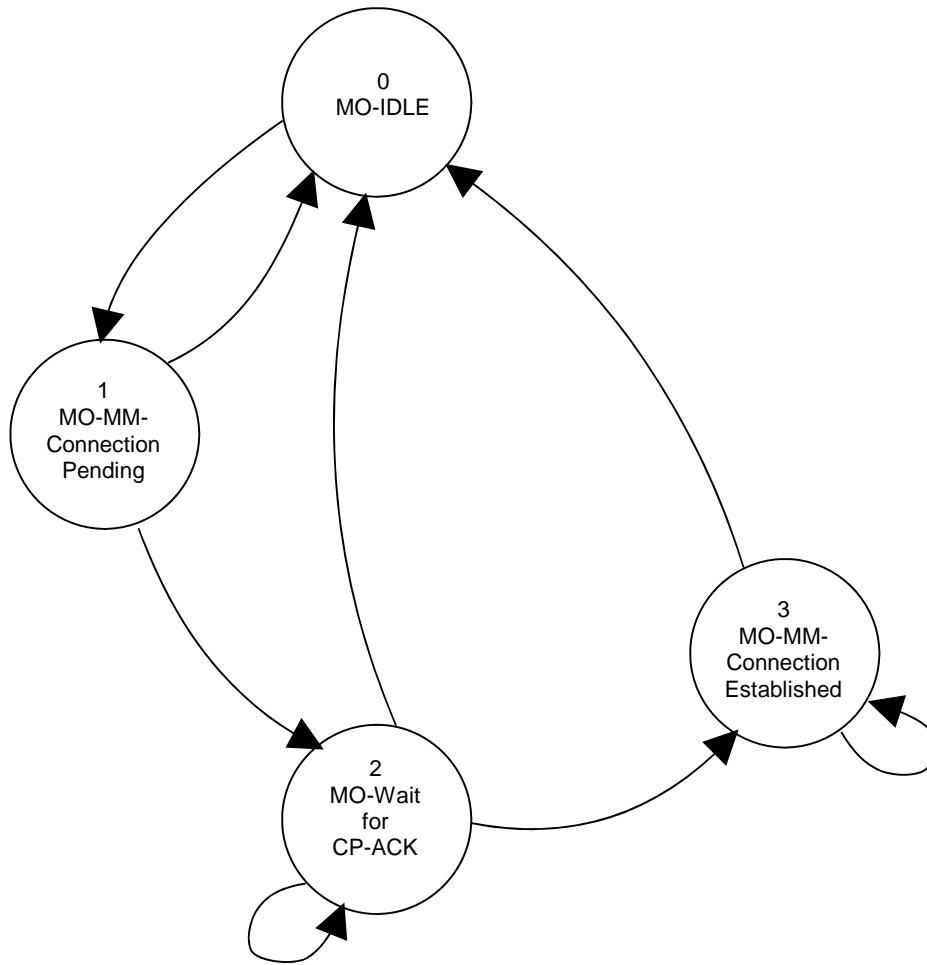 0
MO-IDLE
1
MO-MM-
Connection
Pending
3
MO-MM-
Connection
Established
2
MO-Wait
for
CP-ACK